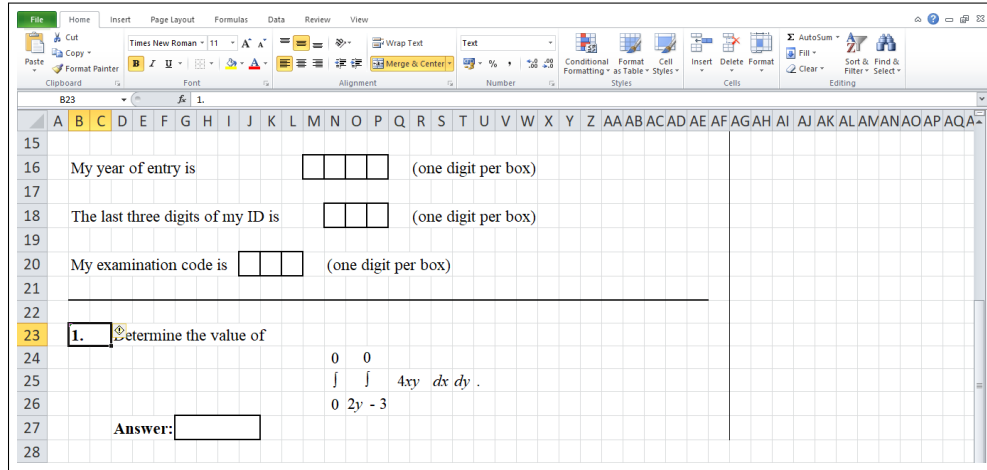 File Home Insert Page Layout Formulas Data Review View
Cut
Copy
Format Painter
Paste
Times New Roman 11 A A
B I U A
Wrap Text
Merge & Center
Text
% , .0 .00 .00 .0
Conditional Formatting
Format as Table
Cell Styles
Insert Delete Format
Σ AutoSum
Fill
Clear
Sort & Filter
Find & Select
Clipboard Font Alignment Number Styles Cells Editing
B23 fx 1.
A B C D E F G H I J K L M N O P Q R S T U V W X Y Z AA AB AC AD AE AF AG AH AI AJ AK AL AM AN AO AP AQ
15
16 My year of entry is (one digit per box)
17
18 The last three digits of my ID is (one digit per box)
19
20 My examination code is (one digit per box)
21
22
23 1. Determine the value of
24 0 0
25 ∫ ∫ 4xy dx dy .
26 0 2y - 3
27 Answer:
28